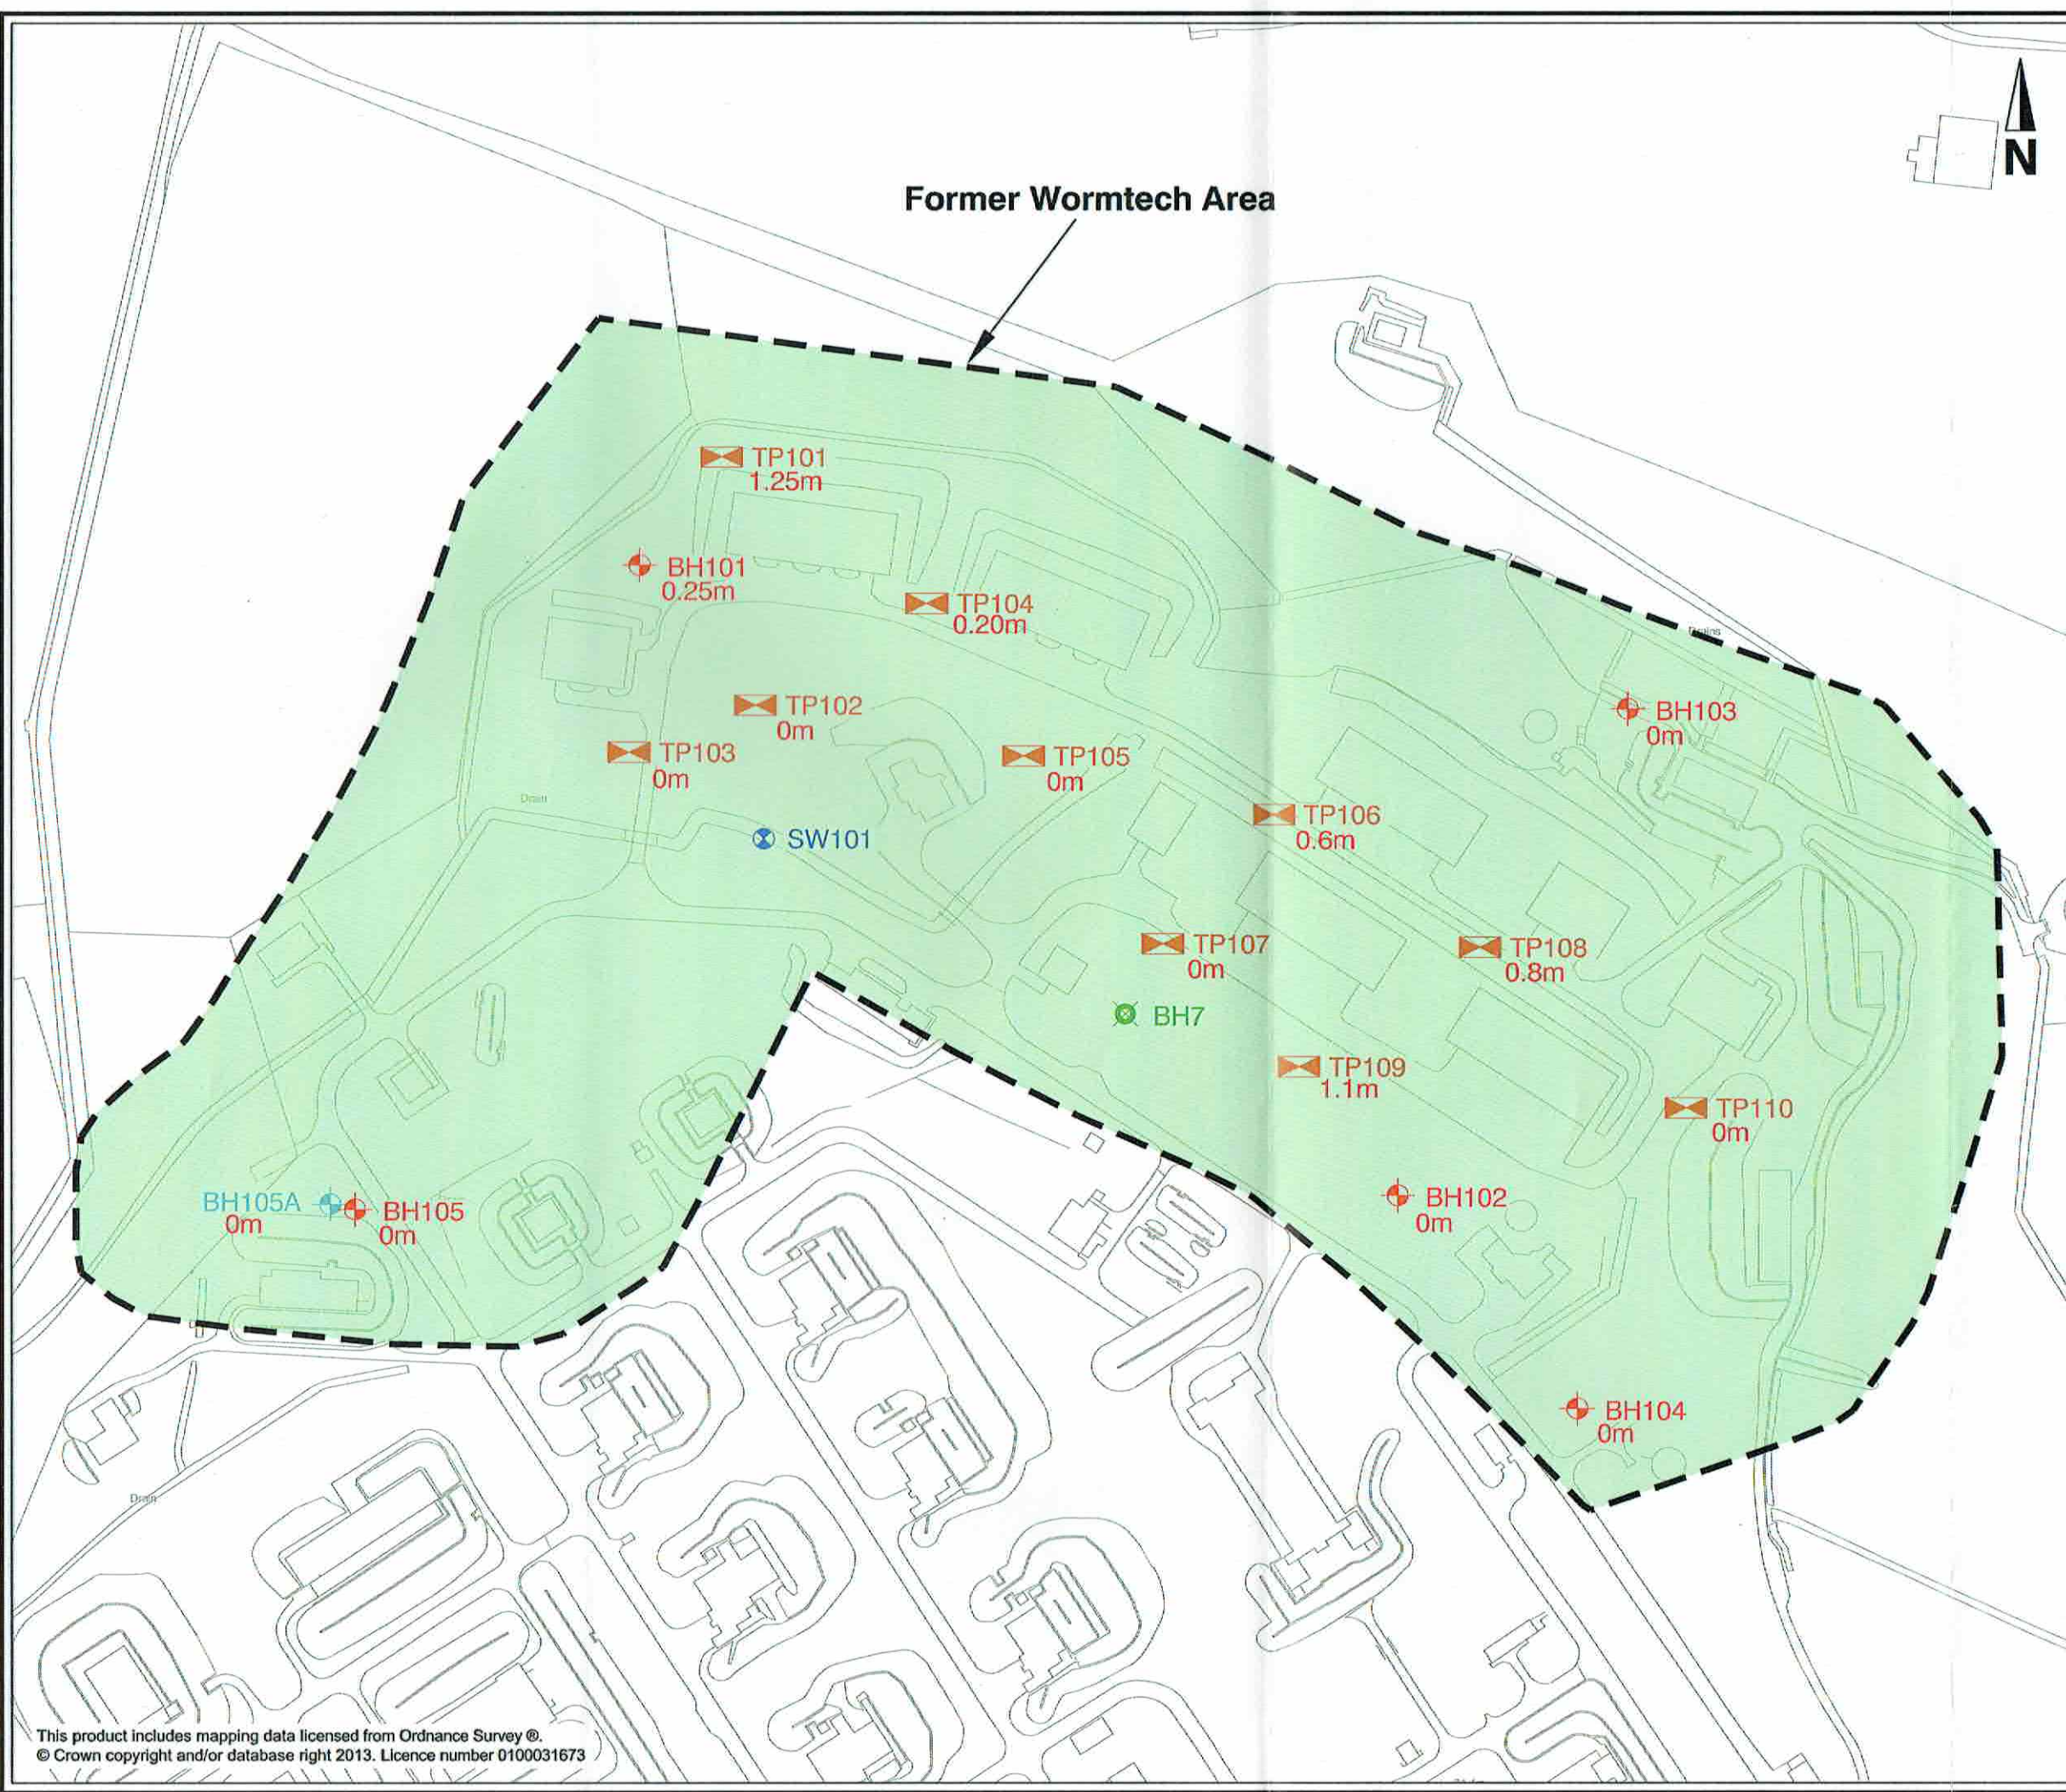 N
Former Wormtech Area
TP101
1.25m
BH101
0.25m
TP104
0.20m
Drains
TP102
0m
BH103
0m
TP103
0m
TP105
0m
Drain
TP106
0.6m
SW101
TP107
0m
TP108
0.8m
BH7
TP109
1.1m
TP110
0m
BH105A
0m
BH105
0m
BH102
0m
BH104
0m
Drain
This product includes mapping data licensed from Ordnance Survey ®.
© Crown copyright and/or database right 2013. Licence number 0100031673